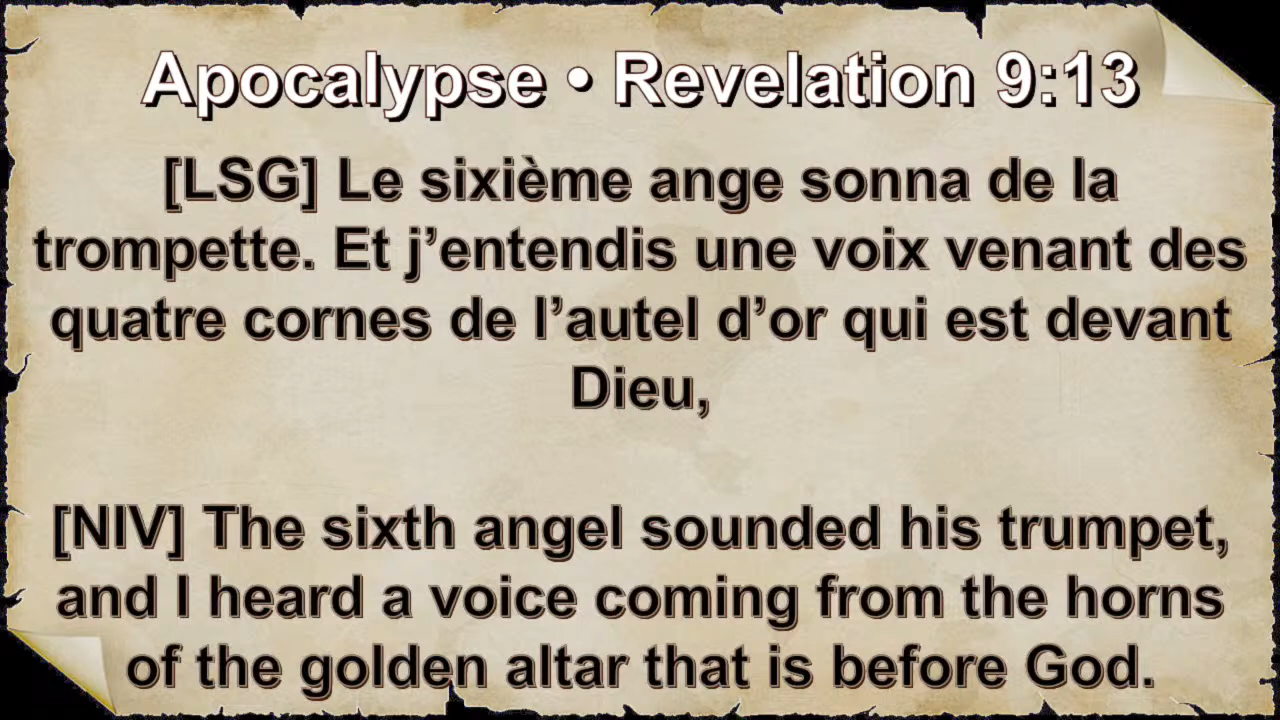 Apocalypse • Revelation 9:13
[LSG] Le sixième ange sonna de la
trompette. Et j’entendis une voix venant des
quatre cornes de l’autel d’or qui est devant
Dieu,
[NIV] The sixth angel sounded his trumpet,
and I heard a voice coming from the horns
of the golden altar that is before God.